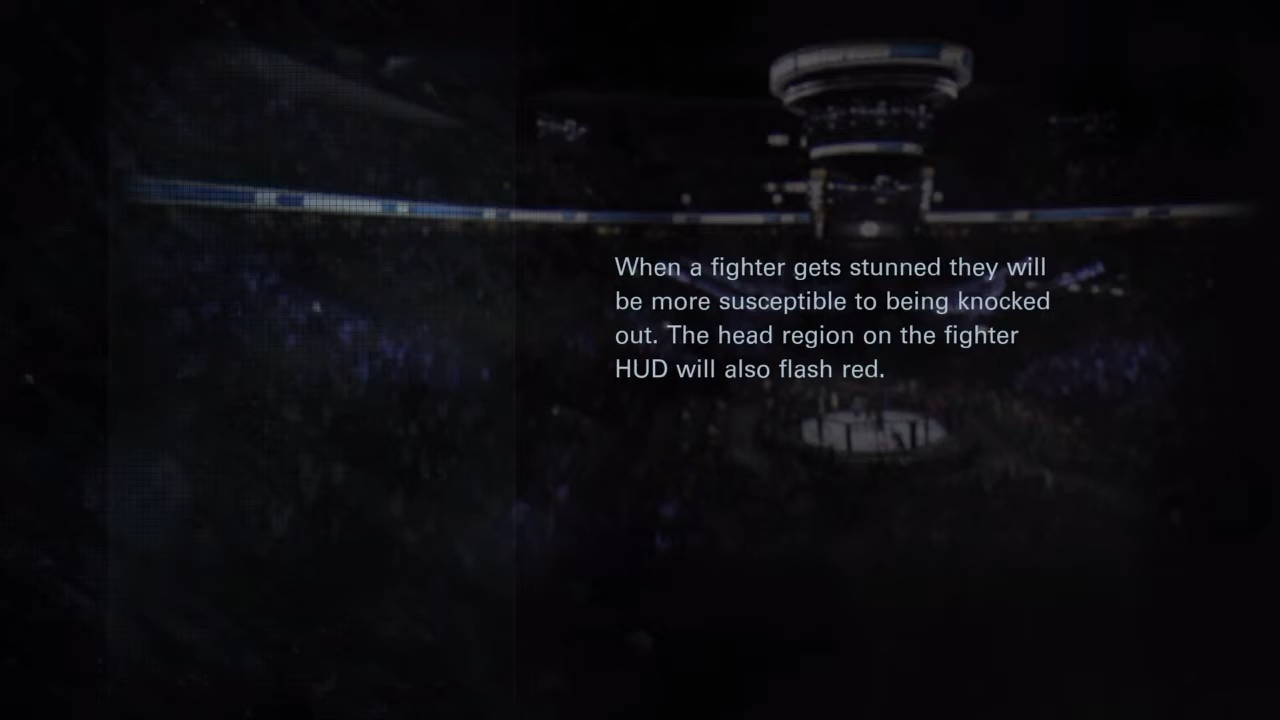 When a fighter gets stunned they will
be more susceptible to being knocked
out. The head region on the fighter
HUD will also flash red.